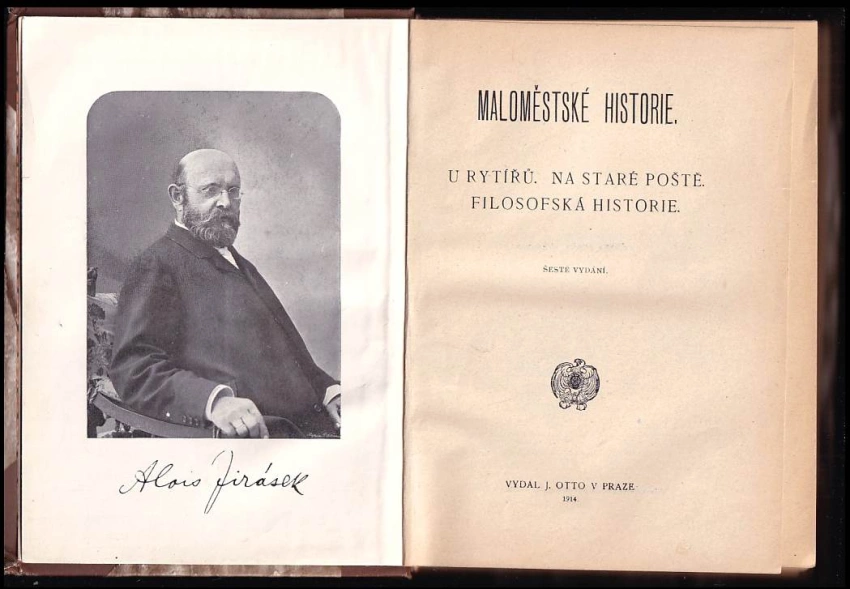 Alois Jirásek
MALOMĚSTSKÉ HISTORIE.
U RYTÍŘŮ. NA STARÉ POŠTĚ.
FILOSOFSKÁ HISTORIE.
ŠESTÉ VYDÁNÍ.
VYDAL J. OTTO V PRAZE
1914